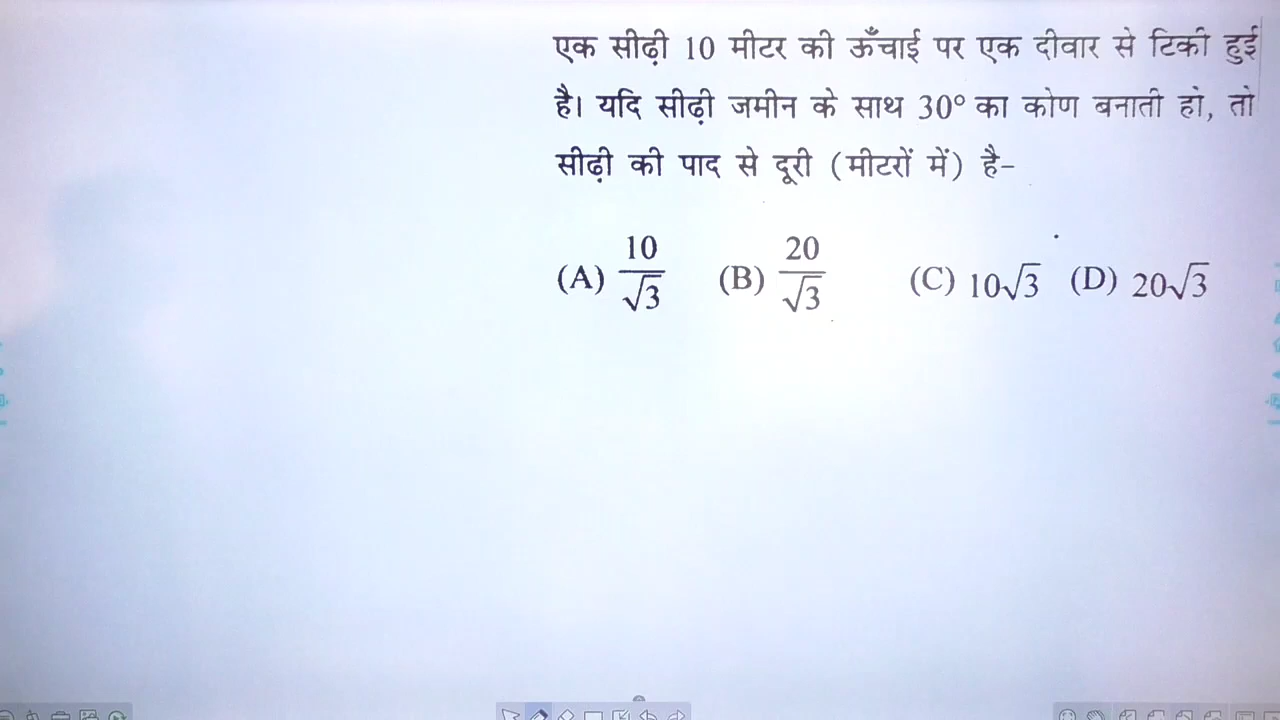 एक सीढ़ी 10 मीटर की ऊँचाई पर एक दीवार से टिकी हुई
है। यदि सीढ़ी जमीन के साथ 30° का कोण बनाती हो, तो
सीढ़ी की पाद से दूरी (मीटरों में) है-
(A) 10/√3 (B) 20/√3 (C) 10√3 (D) 20√3